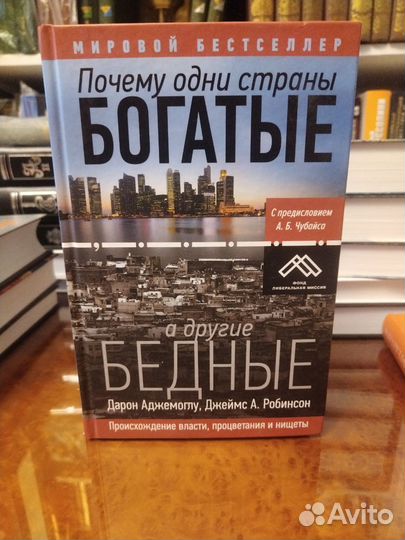 МИРОВОЙ БЕСТСЕЛЛЕР
Почему одни страны
БОГАТЫЕ
С предисловием
А. Б. Чубайса
ФОНД
ЛИБЕРАЛЬНАЯ МИССИЯ
а другие
БЕДНЫЕ
Дарон Аджемоглу, Джеймс А. Робинсон
Происхождение власти, процветания и нищеты
Avito